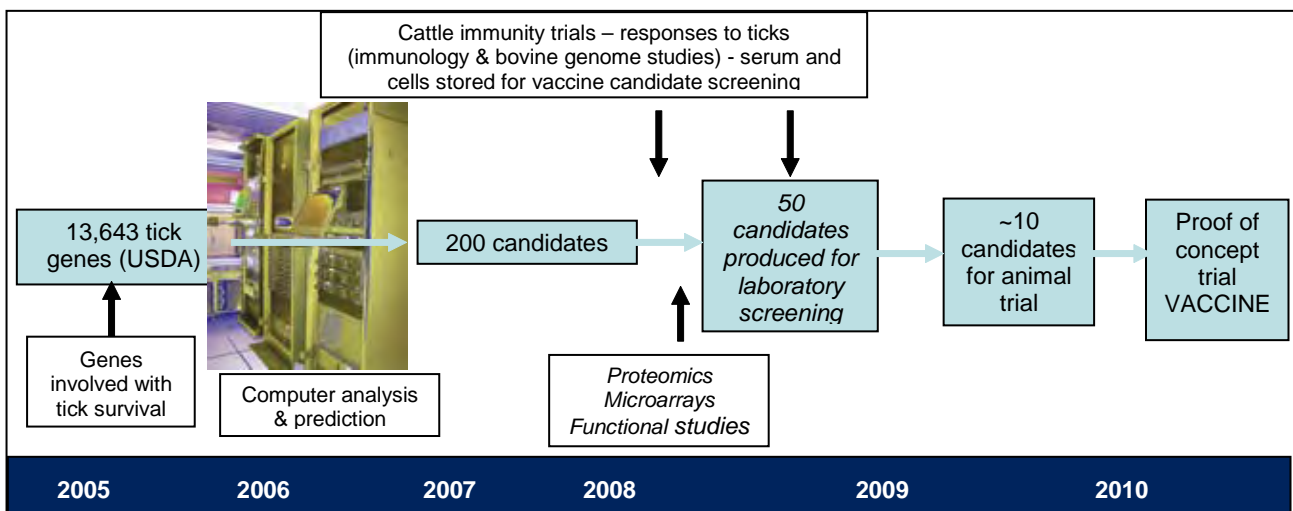 Cattle immunity trials – responses to ticks
(immunology & bovine genome studies) - serum and
cells stored for vaccine candidate screening
13,643 tick
genes (USDA)
200 candidates
50
candidates
produced for
laboratory
screening
~10
candidates
for animal
trial
Proof of
concept
trial
VACCINE
Genes
involved with
tick survival
Computer analysis
& prediction
Proteomics
Microarrays
Functional studies
2005 2006 2007 2008 2009 2010